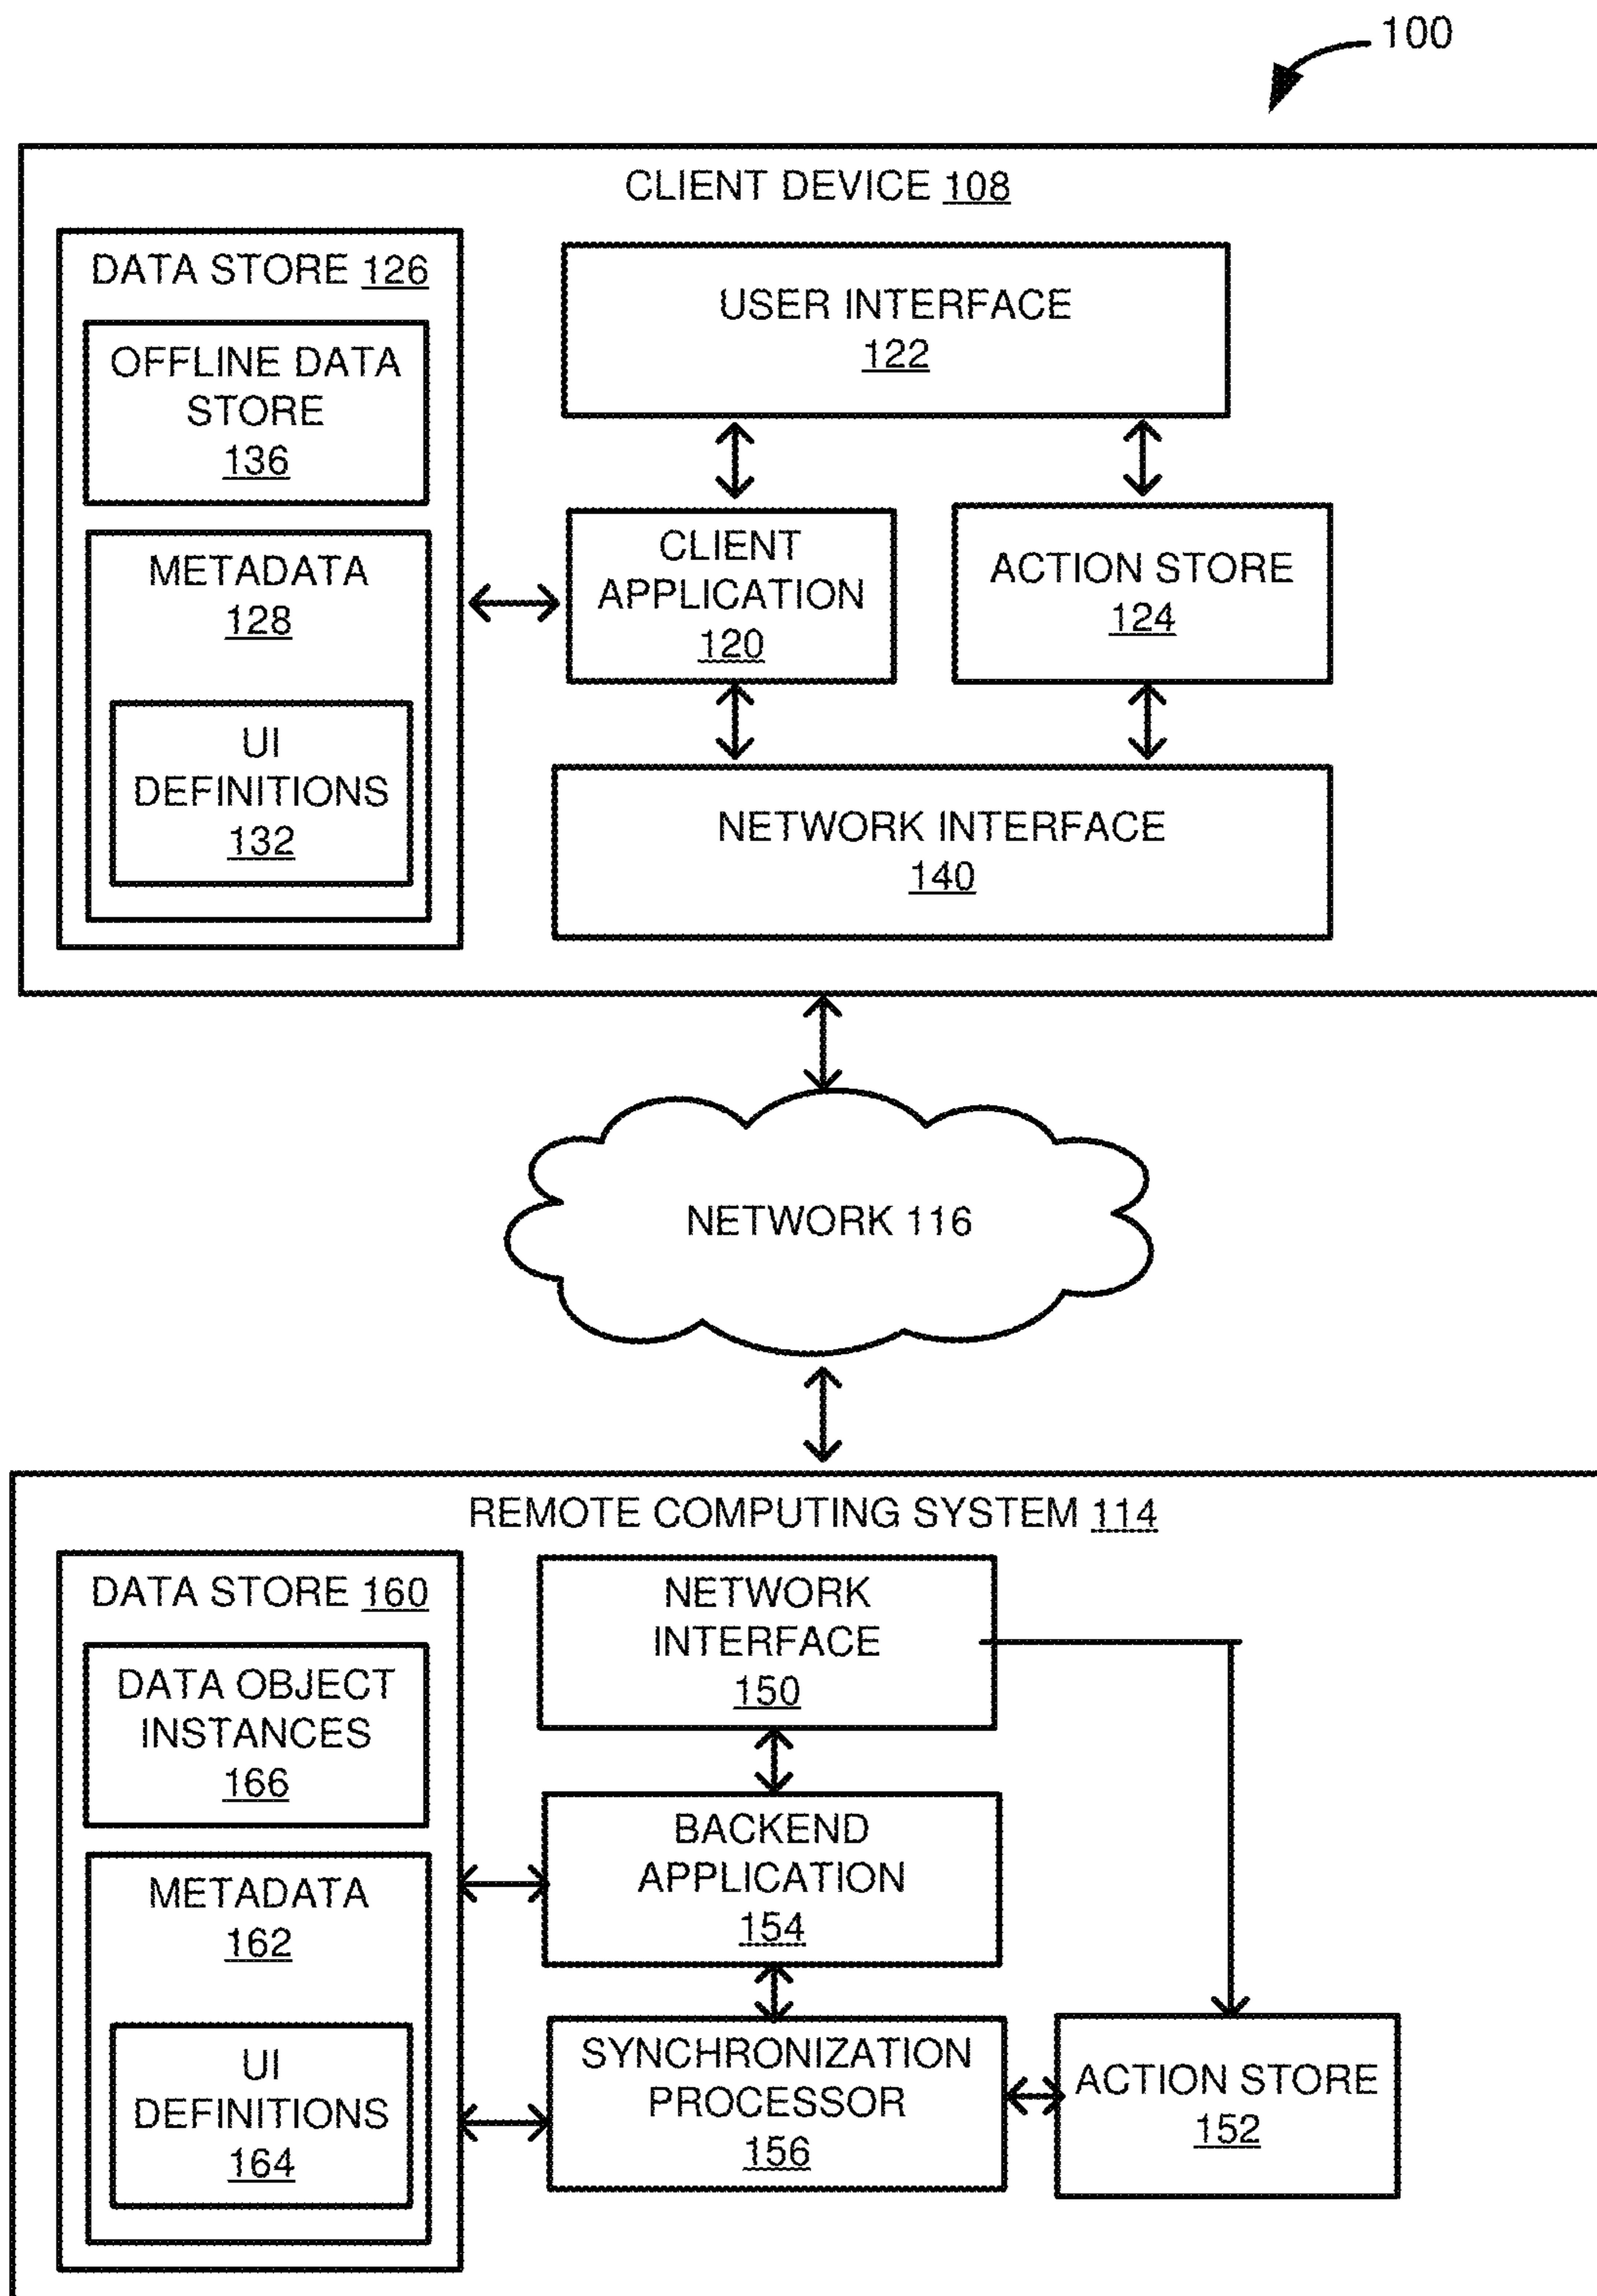 100
CLIENT DEVICE 108
DATA STORE 126
OFFLINE DATA
STORE
136
METADATA
128
UI
DEFINITIONS
132
USER INTERFACE
122
CLIENT
APPLICATION
120
ACTION STORE
124
NETWORK INTERFACE
140
NETWORK 116
REMOTE COMPUTING SYSTEM 114
DATA STORE 160
DATA OBJECT
INSTANCES
166
METADATA
162
UI
DEFINITIONS
164
NETWORK
INTERFACE
150
BACKEND
APPLICATION
154
SYNCHRONIZATION
PROCESSOR
156
ACTION STORE
152